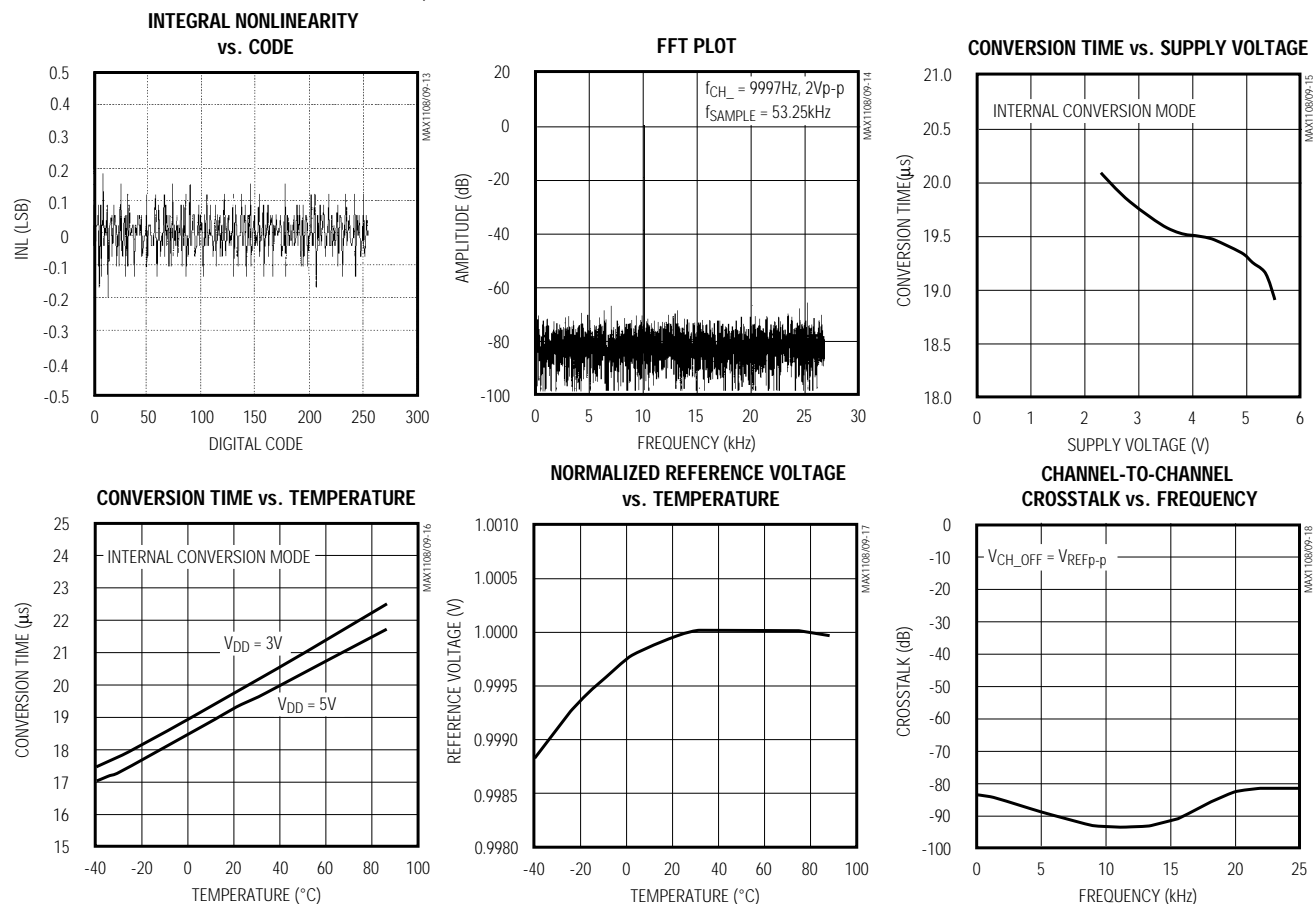 INTEGRAL NONLINEARITY
vs. CODE
0.5
0.4
0.3
0.2
0.1
0
-0.1
-0.2
-0.3
-0.4
-0.5
INL (LSB)
0 50 100 150 200 250 300
DIGITAL CODE
MAX1108/09-13
FFT PLOT
20
0
-20
-40
-60
-80
-100
AMPLITUDE (dB)
fCH_ = 9997Hz, 2Vp-p
fSAMPLE = 53.25kHz
0 5 10 15 20 25 30
FREQUENCY (kHz)
MAX1108/09-14
CONVERSION TIME vs. SUPPLY VOLTAGE
21.0
20.5
20.0
19.5
19.0
18.5
18.0
CONVERSION TIME(µs)
INTERNAL CONVERSION MODE
0 1 2 3 4 5 6
SUPPLY VOLTAGE (V)
MAX1108/09-15
CONVERSION TIME vs. TEMPERATURE
25
24
23
22
21
20
19
18
17
16
15
CONVERSION TIME (µs)
INTERNAL CONVERSION MODE
VDD = 3V
VDD = 5V
-40 -20 0 20 40 60 80 100
TEMPERATURE (°C)
MAX1108/09-16
NORMALIZED REFERENCE VOLTAGE
vs. TEMPERATURE
1.0010
1.0005
1.0000
0.9995
0.9990
0.9985
0.9980
REFERENCE VOLTAGE (V)
-40 -20 0 20 40 60 80 100
TEMPERATURE (°C)
MAX1108/09-17
CHANNEL-TO-CHANNEL
CROSSTALK vs. FREQUENCY
0
-10
-20
-30
-40
-50
-60
-70
-80
-90
-100
CROSSTALK (dB)
VCH_OFF = VREFp-p
0 5 10 15 20 25
FREQUENCY (kHz)
MAX1108/09-18